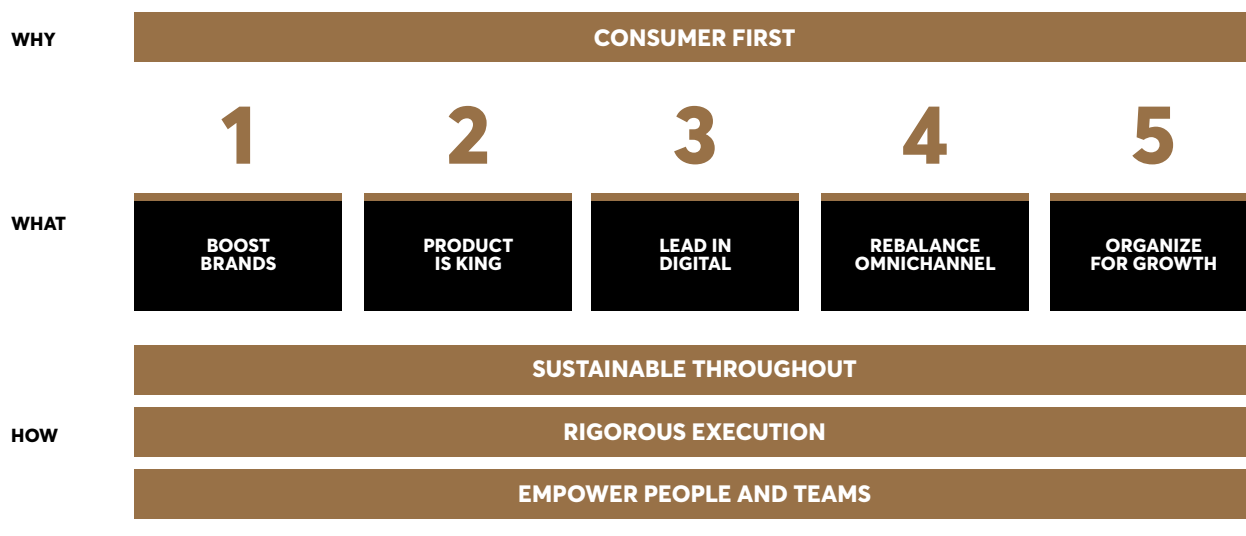 WHY
CONSUMER FIRST
1
2
3
4
5
WHAT
BOOST
BRANDS
PRODUCT
IS KING
LEAD IN
DIGITAL
REBALANCE
OMNICHANNEL
ORGANIZE
FOR GROWTH
HOW
SUSTAINABLE THROUGHOUT
RIGOROUS EXECUTION
EMPOWER PEOPLE AND TEAMS